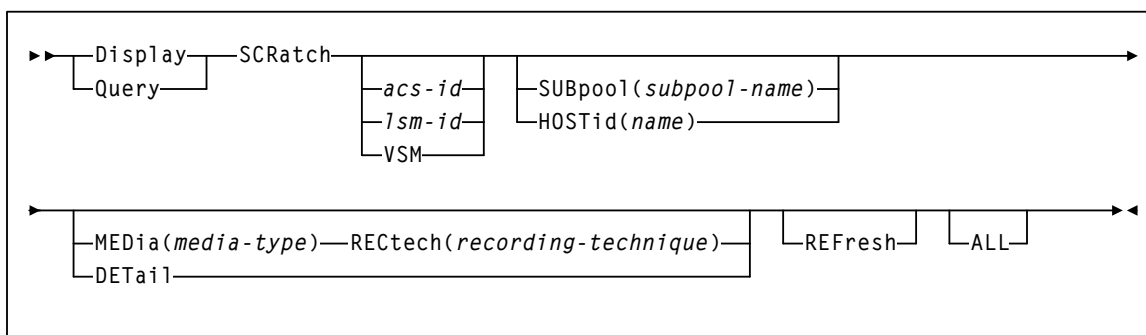 Display SCRatch
Query
acs-id SUBpool(subpool-name)
lsm-id HOSTid(name)
VSM
MEDia(media-type) RECtech(recording-technique) REFresh ALL
DETail